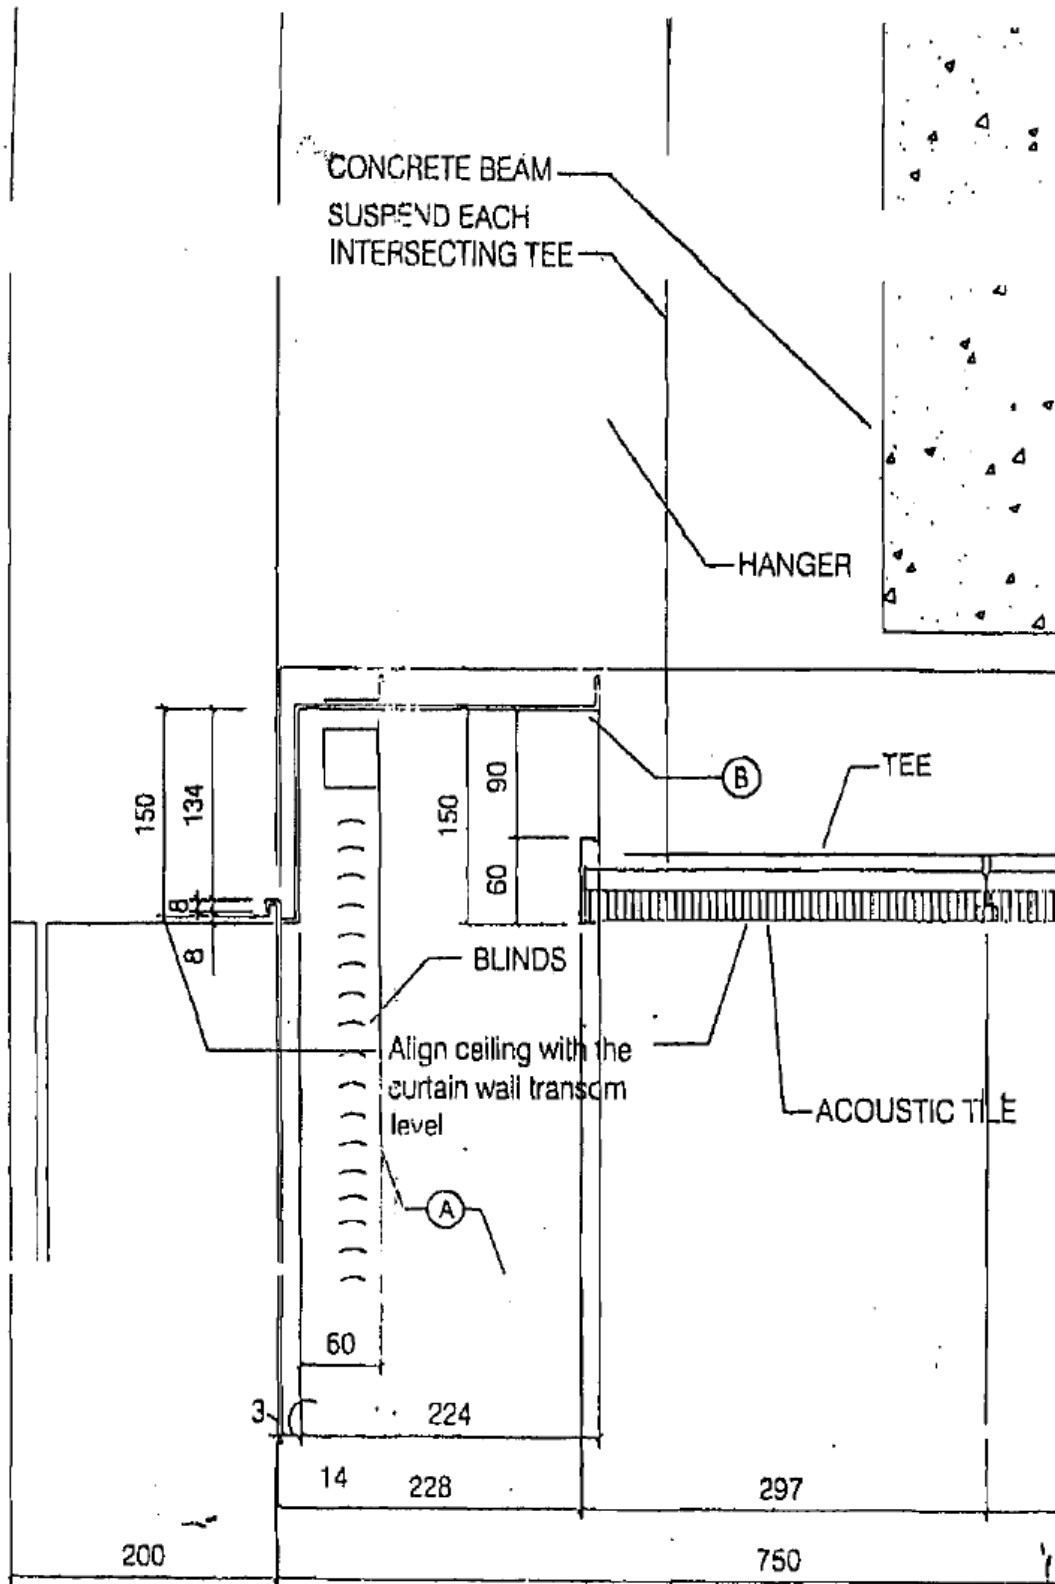 CONCRETE BEAM
SUSPEND EACH
INTERSECTING TEE
HANGER
B
TEE
150
134
8
8
150
90
60
BLINDS
Align ceiling with the
curtain wall transom
level
ACOUSTIC TILE
A
60
3
224
14
228
297
200
750